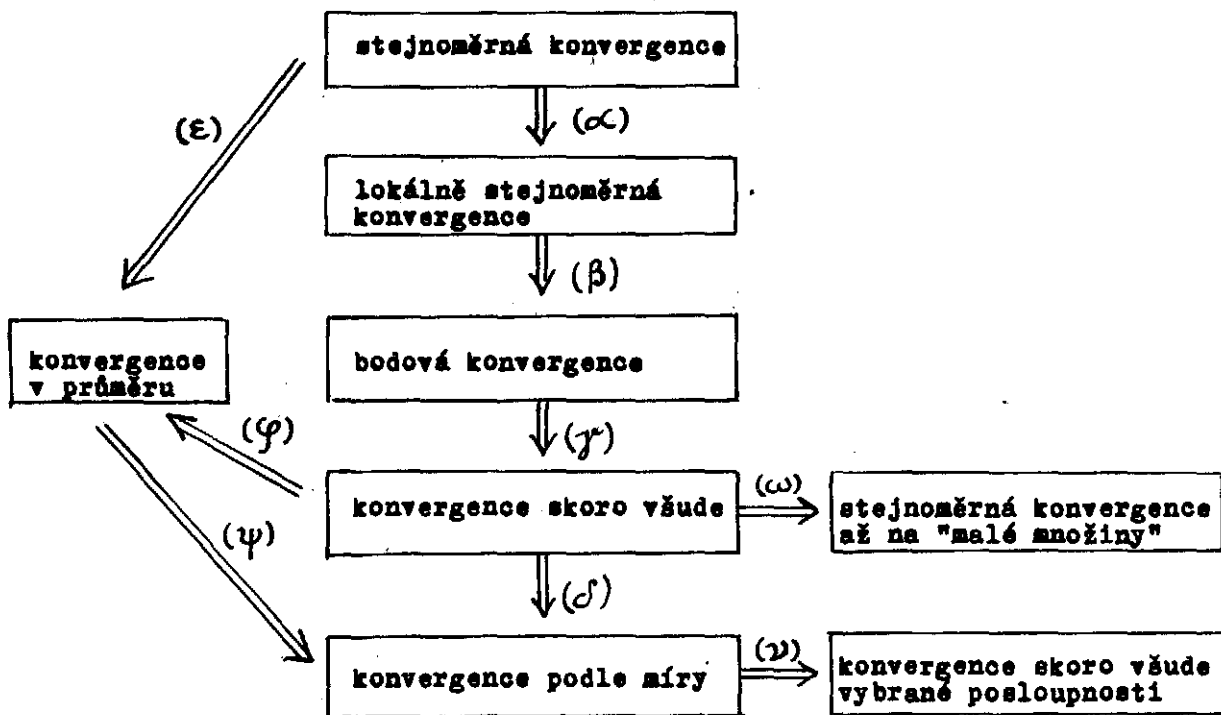 stejnoměrná konvergence
(ε)
(α)
lokálně stejnoměrná
konvergence
(β)
konvergence
v průměru
bodová konvergence
(φ)
(γ)
konvergence skoro všude
(ω)
stejnoměrná konvergence
až na "malé množiny"
(ψ)
(δ)
konvergence podle míry
(ν)
konvergence skoro všude
vybrané posloupnosti